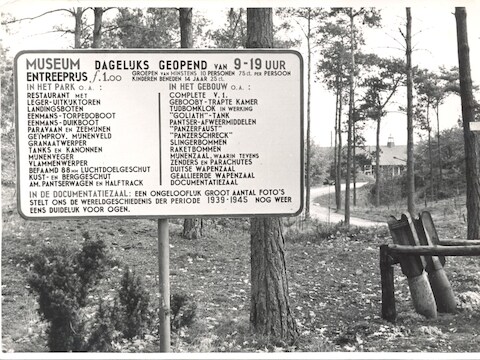 MUSEUM DAGELIJKS GEOPEND VAN 9-19 UUR
ENTREEPRIJS f.1.00 GROEPEN VAN MINSTENS 10 PERSONEN 75 ct. PER PERSOON
KINDEREN BENEDEN 14 JAAR 25 ct.
IN HET PARK O.A.:
RESTAURANT MET
LEGER-UITKIJKTOREN
LANDINGSBOTEN
EENMANS-TORPEDOBOOT
EENMANS-DUIKBOOT
PARAVAAN EN ZEEMIJNEN
GEÏMPROV. MIJNENVELD
GRANAATWERPER
TANKS EN KANONNEN
MIJNENVEGER
VLAMMENWERPER
BEFAAMD 88 MM LUCHTDOELGESCHUT
KUST- EN BERGGESCHUT
AM. PANTSERWAGEN EN HALFTRACK
IN HET GEBOUW O.A.:
COMPLETE V.1.
GEBOOBY-TRAPTE KAMER
TIJDBOMKLOK IN WERKING
"GOLIATH"-TANK
PANTSER-AFWEERMIDDELEN
"PANZERFAUST"
"PANZERSCHRECK"
SLINGERBOMMEN
RAKETBOMMEN
MIJNENZAAL, WAARIN TEVENS
ZENDERS EN PARACHUTES
DUITSE WAPENZAAL
GEALLIEERDE WAPENZAAL
DOCUMENTATIEZAAL
IN DE DOCUMENTATIEZAAL: EEN ONGELOOFLIJK GROOT AANTAL FOTO'S
STELT ONS DE WERELDGESCHIEDENIS DER PERIODE 1939-1945 NOG WEER
EENS DUIDELIJK VOOR OGEN.